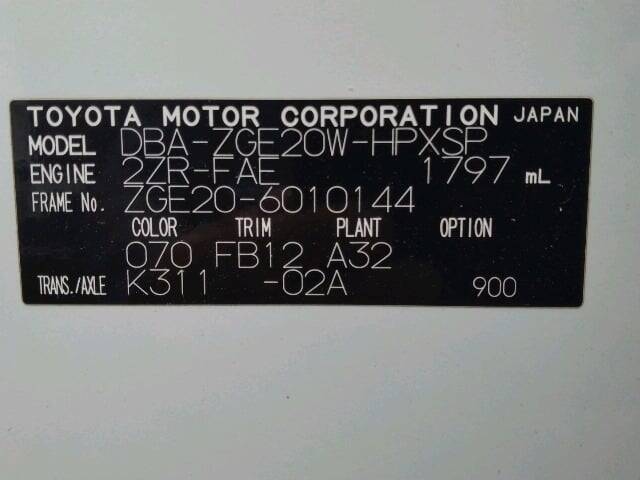 TOYOTA MOTOR CORPORATION JAPAN
MODEL DBA-ZGE20W-HPXSP
ENGINE 2ZR-FAE 1797 mL
FRAME No. ZGE20-6010144
COLOR TRIM PLANT OPTION
070 FB12 A32
TRANS./AXLE K311 -02A 900